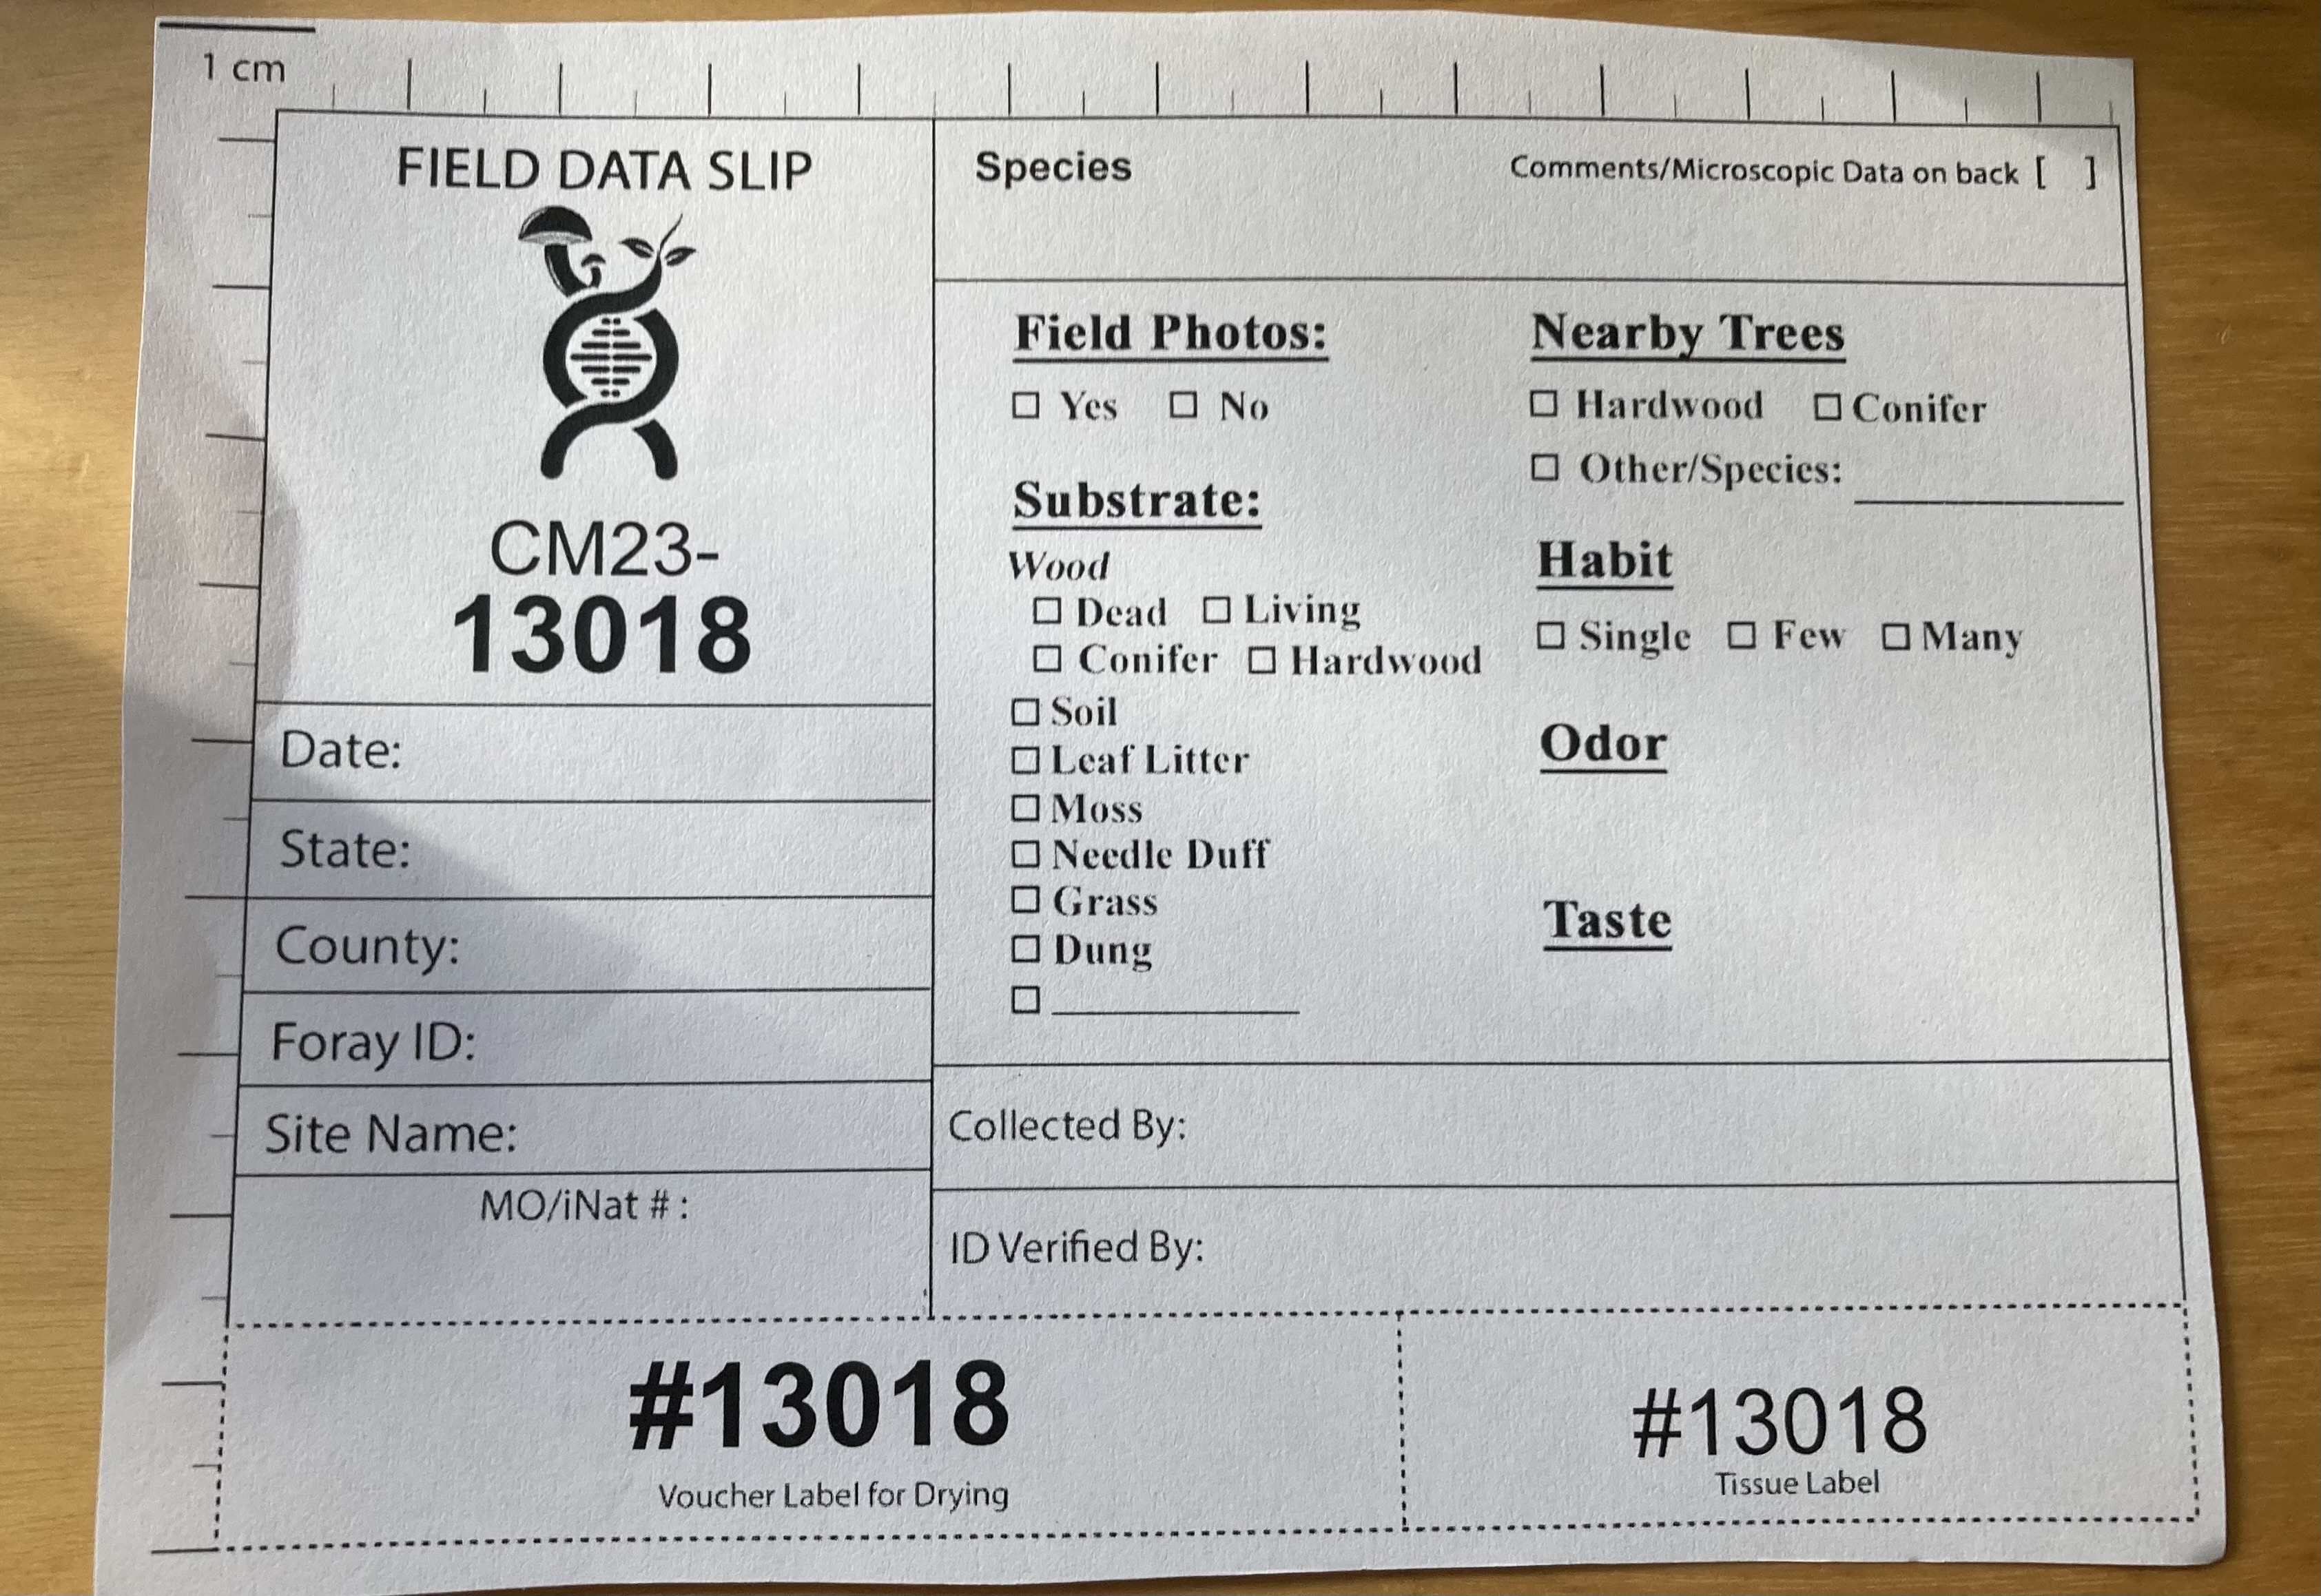 1 cm
FIELD DATA SLIP
CM23-
13018
Date:
State:
County:
Foray ID:
Site Name:
MO/iNat # :
Species
Comments/Microscopic Data on back [ ]
Field Photos:
☐ Yes ☐ No
Substrate:
Wood
☐ Dead ☐ Living
☐ Conifer ☐ Hardwood
☐ Soil
☐ Leaf Litter
☐ Moss
☐ Needle Duff
☐ Grass
☐ Dung
☐ ____________
Nearby Trees
☐ Hardwood ☐ Conifer
☐ Other/Species: ____________
Habit
☐ Single ☐ Few ☐ Many
Odor
Taste
Collected By:
ID Verified By:
#13018
Voucher Label for Drying
#13018
Tissue Label